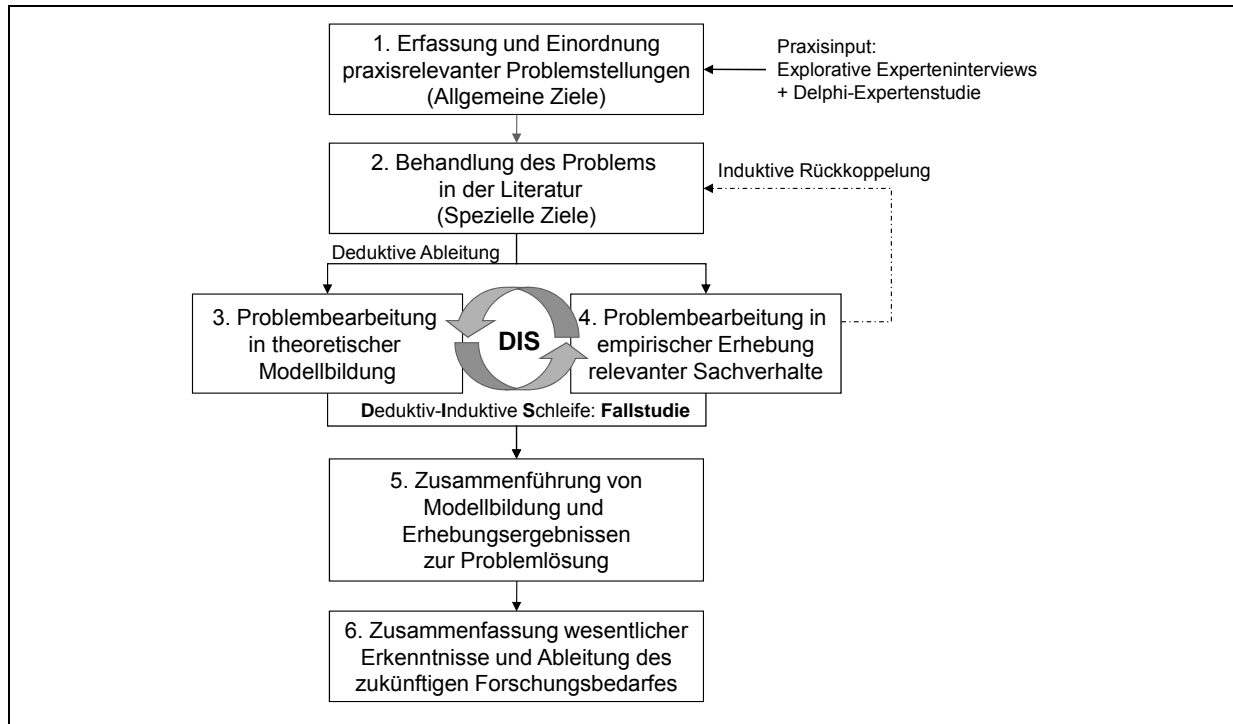 1. Erfassung und Einordnung
praxisrelevanter Problemstellungen
(Allgemeine Ziele)
Praxisinput:
Explorative Experteninterviews
+ Delphi-Expertenstudie
2. Behandlung des Problems
in der Literatur
(Spezielle Ziele)
Induktive Rückkoppelung
Deduktive Ableitung
3. Problembearbeitung
in theoretischer
Modellbildung
DIS
4. Problembearbeitung in
empirischer Erhebung
relevanter Sachverhalte
Deduktiv-Induktive Schleife: Fallstudie
5. Zusammenführung von
Modellbildung und
Erhebungsergebnissen
zur Problemlösung
6. Zusammenfassung wesentlicher
Erkenntnisse und Ableitung des
zukünftigen Forschungsbedarfes